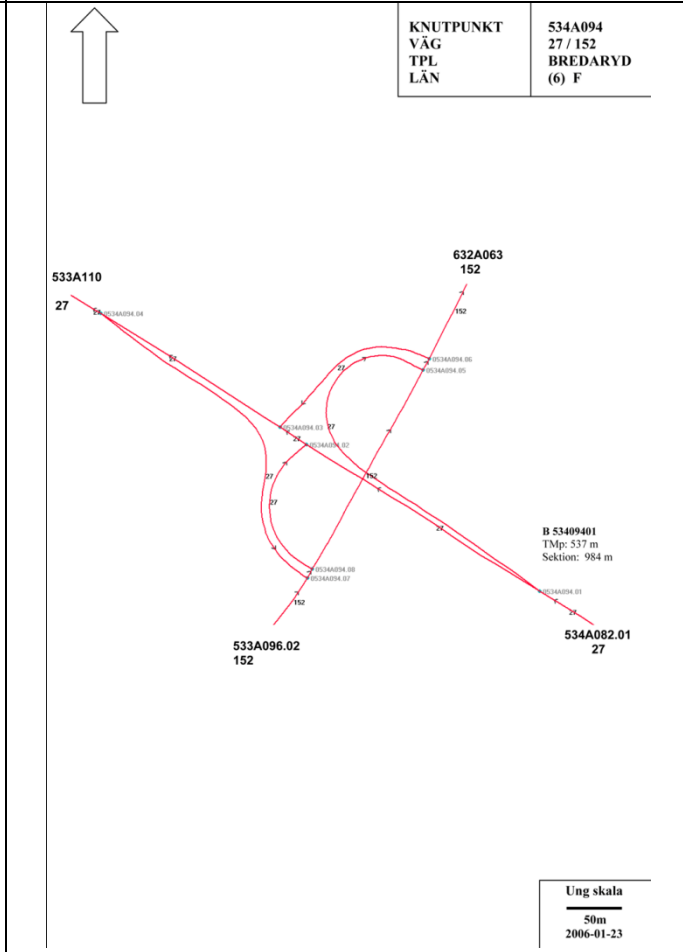 KNUTPUNKT 534A094
VÄG 27 / 152
TPL BREDARYD
LÄN (6) F
632A063
152
533A110
27
0534A094.04
152
27
0534A094.06
27
0534A094.05
0534A094.03
27
27
0534A094.02
27
152
27
27
B 53409401
TMp: 537 m
Sektion: 984 m
0534A094.08
0534A094.07
0534A094.01
152
27
533A096.02
152
534A082.01
27
Ung skala
50m
2006-01-23